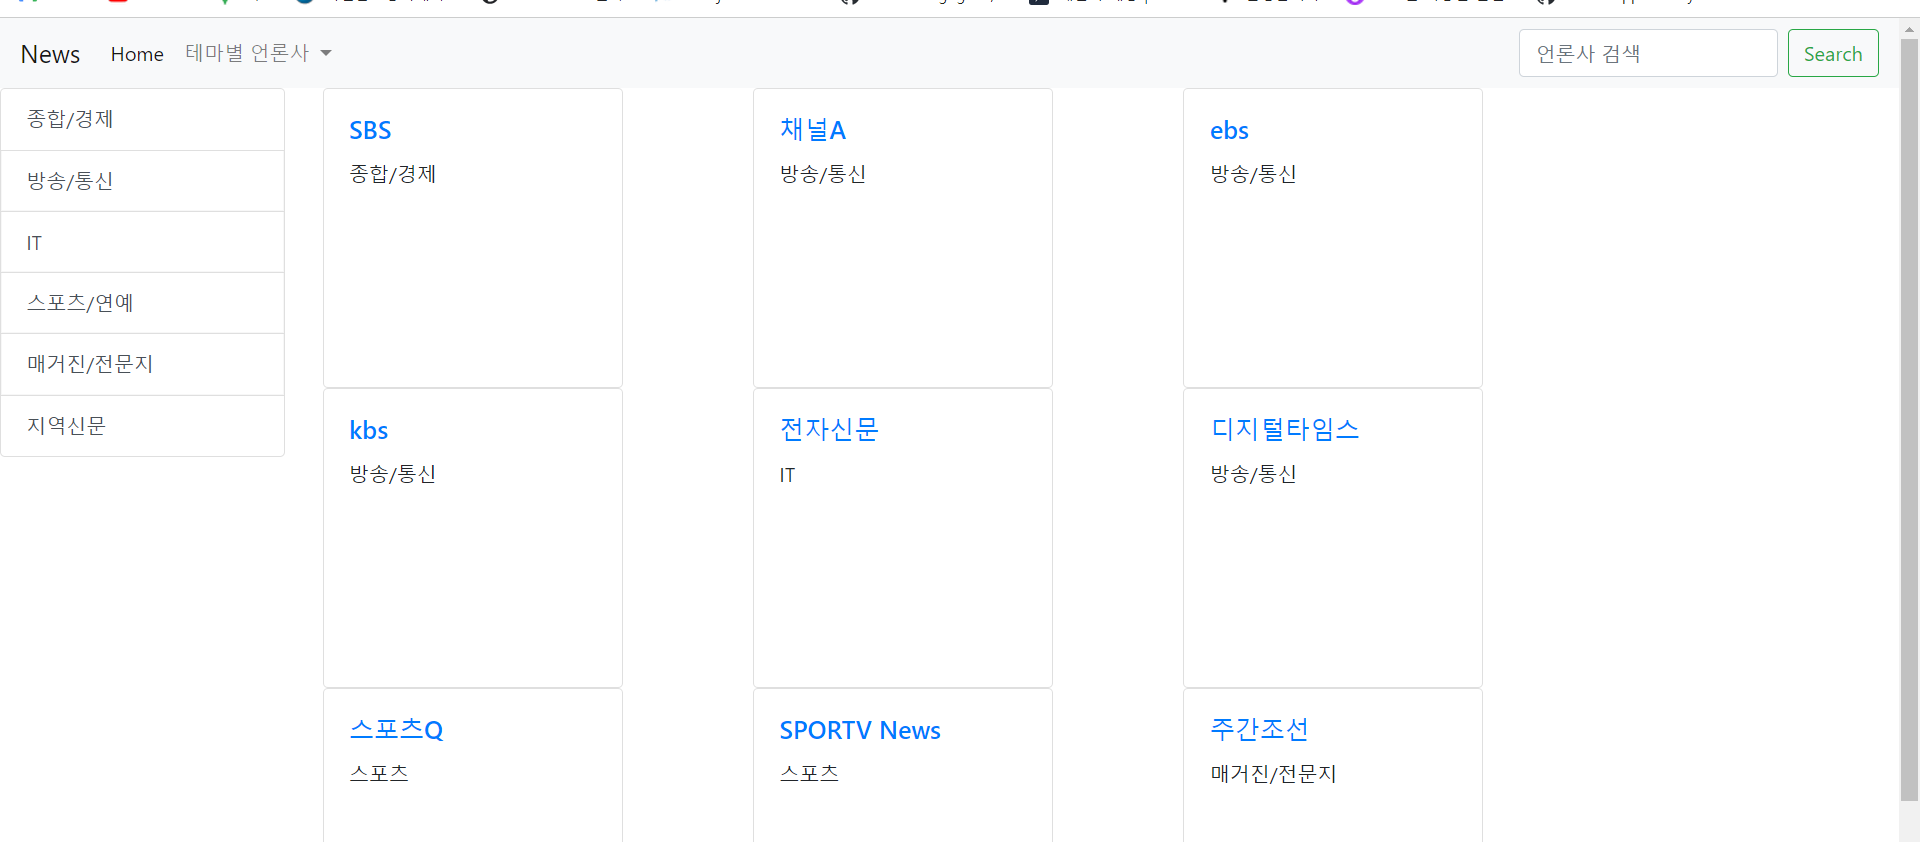 News Home 테마별 언론사 언론사 검색 Search
종합/경제
방송/통신
IT
스포츠/연예
매거진/전문지
지역신문
SBS
종합/경제
채널A
방송/통신
ebs
방송/통신
kbs
방송/통신
전자신문
IT
디지털타임스
방송/통신
스포츠Q
스포츠
SPORTV News
스포츠
주간조선
매거진/전문지